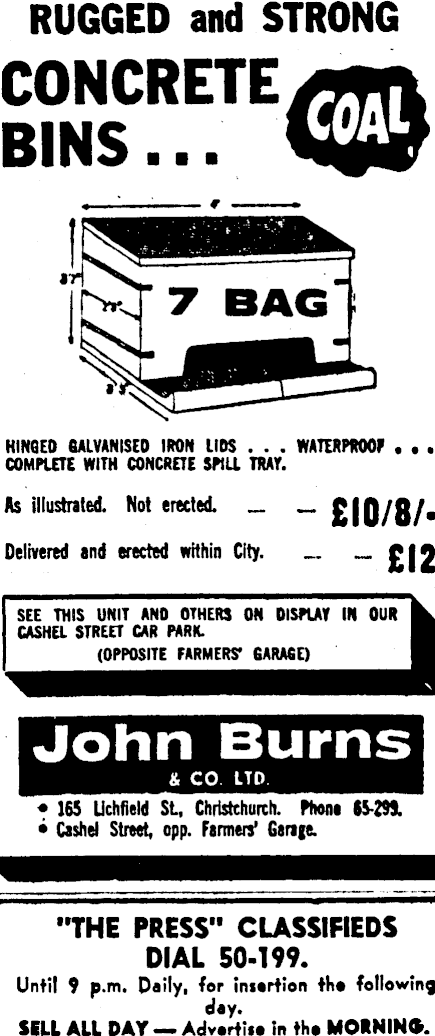 RUGGED and STRONG
CONCRETE
COAL
BINS . . .
4'
7 BAG
HINGED GALVANISED IRON LIDS . . . WATERPROOF . . .
COMPLETE WITH CONCRETE SPILL TRAY.
As illustrated. Not erected. — — £10/8/-
Delivered and erected within City. — — £12
SEE THIS UNIT AND OTHERS ON DISPLAY IN OUR
CASHEL STREET CAR PARK.
(OPPOSITE FARMERS' GARAGE)
John Burns
& CO. LTD.
• 165 Lichfield St., Christchurch. Phone 65-299.
• Cashel Street, opp. Farmers' Garage.
"THE PRESS" CLASSIFIEDS
DIAL 50-199.
Until 9 p.m. Daily, for insertion the following
day.
SELL ALL DAY — Advertise in the MORNING.